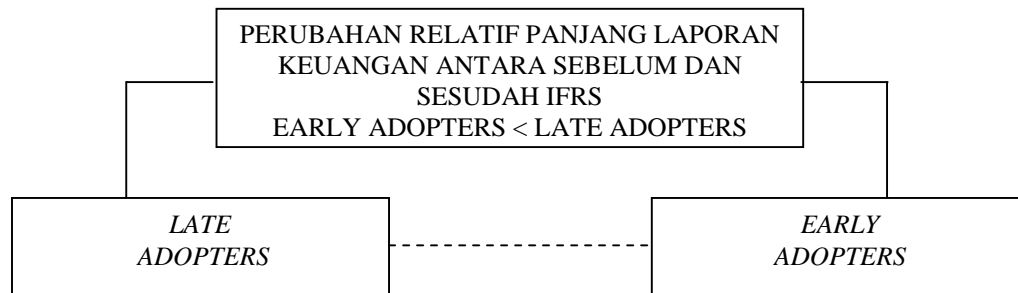 PERUBAHAN RELATIF PANJANG LAPORAN
KEUANGAN ANTARA SEBELUM DAN
SESUDAH IFRS
EARLY ADOPTERS < LATE ADOPTERS
LATE
ADOPTERS
EARLY
ADOPTERS